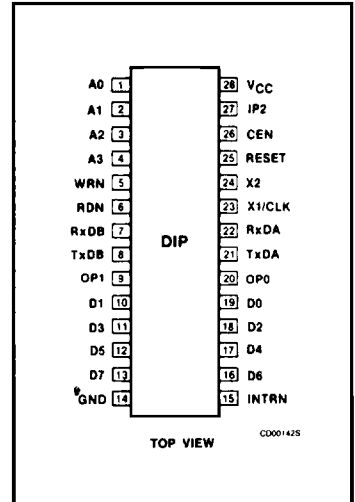 A0 1 28 VCC
A1 2 27 IP2
A2 3 26 CEN
A3 4 25 RESET
WRN 5 24 X2
RDN 6 23 X1/CLK
RxDB 7 22 RxDA
TxDB 8 DIP 21 TxDA
OP1 9 20 OP0
D1 10 19 D0
D3 11 18 D2
D5 12 17 D4
D7 13 16 D6
GND 14 15 INTRN
TOP VIEW
CD00142S